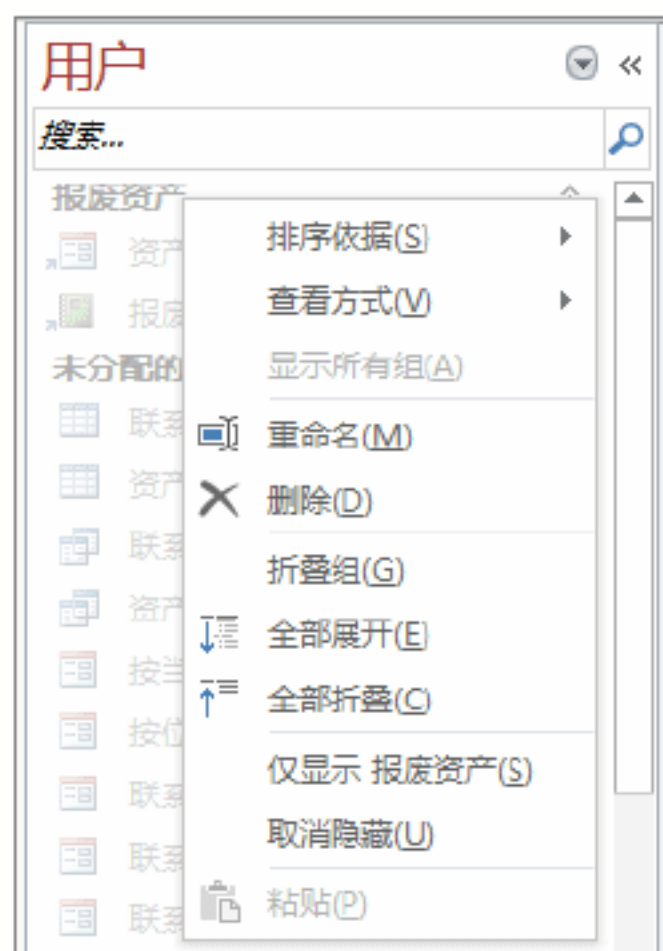 用户
搜索...
报废资产
资产
报废
未分配的
联系
资产
联系
资产
按当
按位
联系
联系
联系
排序依据(S)
查看方式(V)
显示所有组(A)
重命名(M)
删除(D)
折叠组(G)
全部展开(E)
全部折叠(C)
仅显示 报废资产(S)
取消隐藏(U)
粘贴(P)